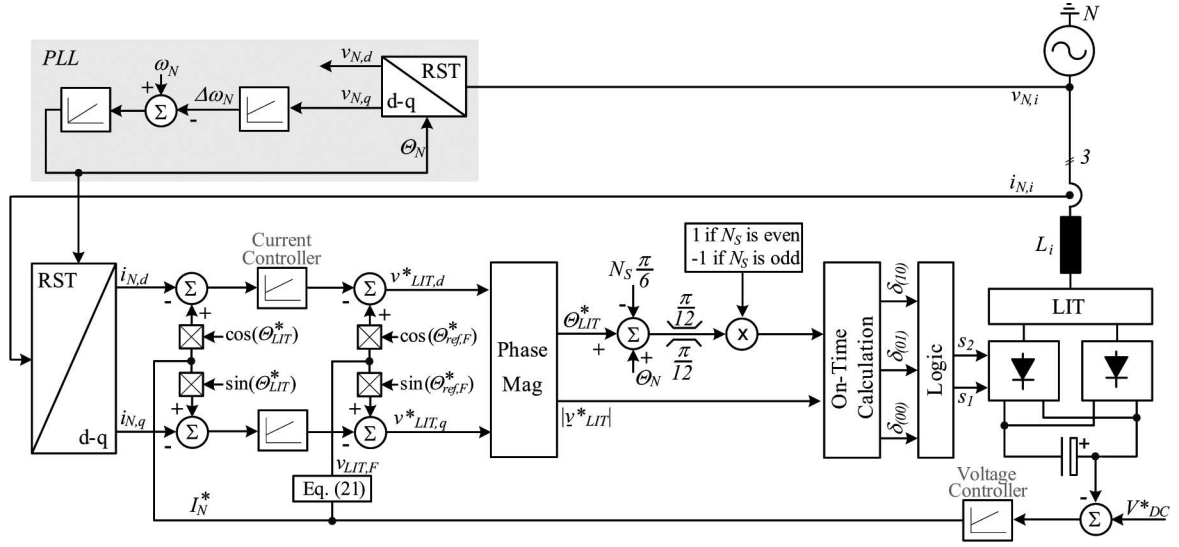 N
PLL
v_{N,d}
RST
ω_N
+
Σ
-
Δω_N
v_{N,q}
d-q
v_{N,i}
Θ_N
3
i_{N,i}
Current
Controller
1 if N_S is even
-1 if N_S is odd
L_i
RST
i_{N,d}
-
Σ
+
-
Σ
+
v*_{LIT,d}
N_S π/6
-
δ_{(10)}
LIT
cos(Θ*_{LIT})
cos(Θ*_{ref,F})
Phase
Mag
Θ*_{LIT}
+
Σ
+
Θ_N
π/12
π/12
x
On-Time
Calculation
δ_{(01)}
Logic
s_2
s_1
sin(Θ*_{LIT})
sin(Θ*_{ref,F})
|v*_{LIT}|
i_{N,q}
+
-
Σ
+
-
Σ
v*_{LIT,q}
δ_{(00)}
d-q
+
v_{LIT,F}
Eq. (21)
Voltage
Controller
I*_N
-
Σ
V*_{DC}